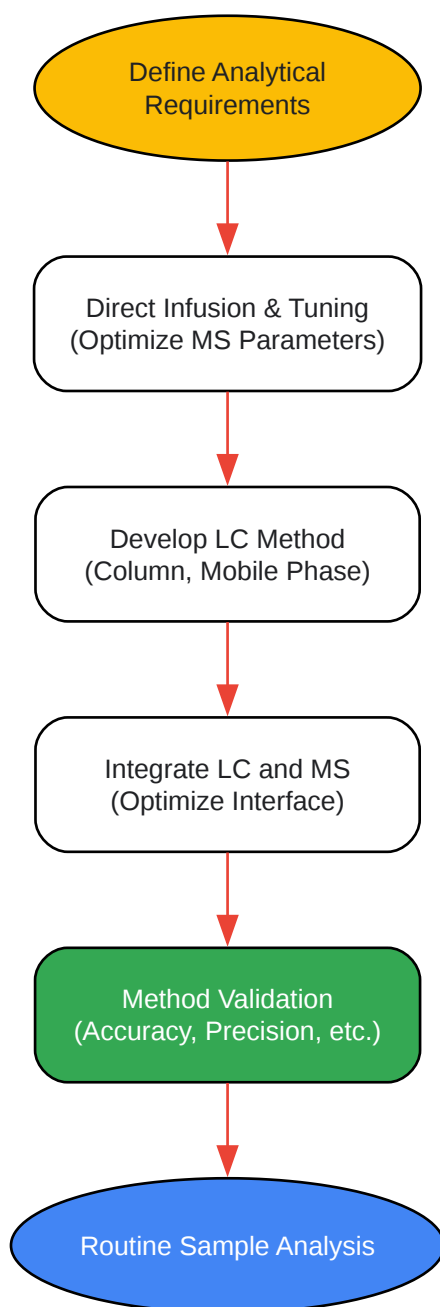 Define Analytical
Requirements
Direct Infusion & Tuning
(Optimize MS Parameters)
Develop LC Method
(Column, Mobile Phase)
Integrate LC and MS
(Optimize Interface)
Method Validation
(Accuracy, Precision, etc.)
Routine Sample Analysis